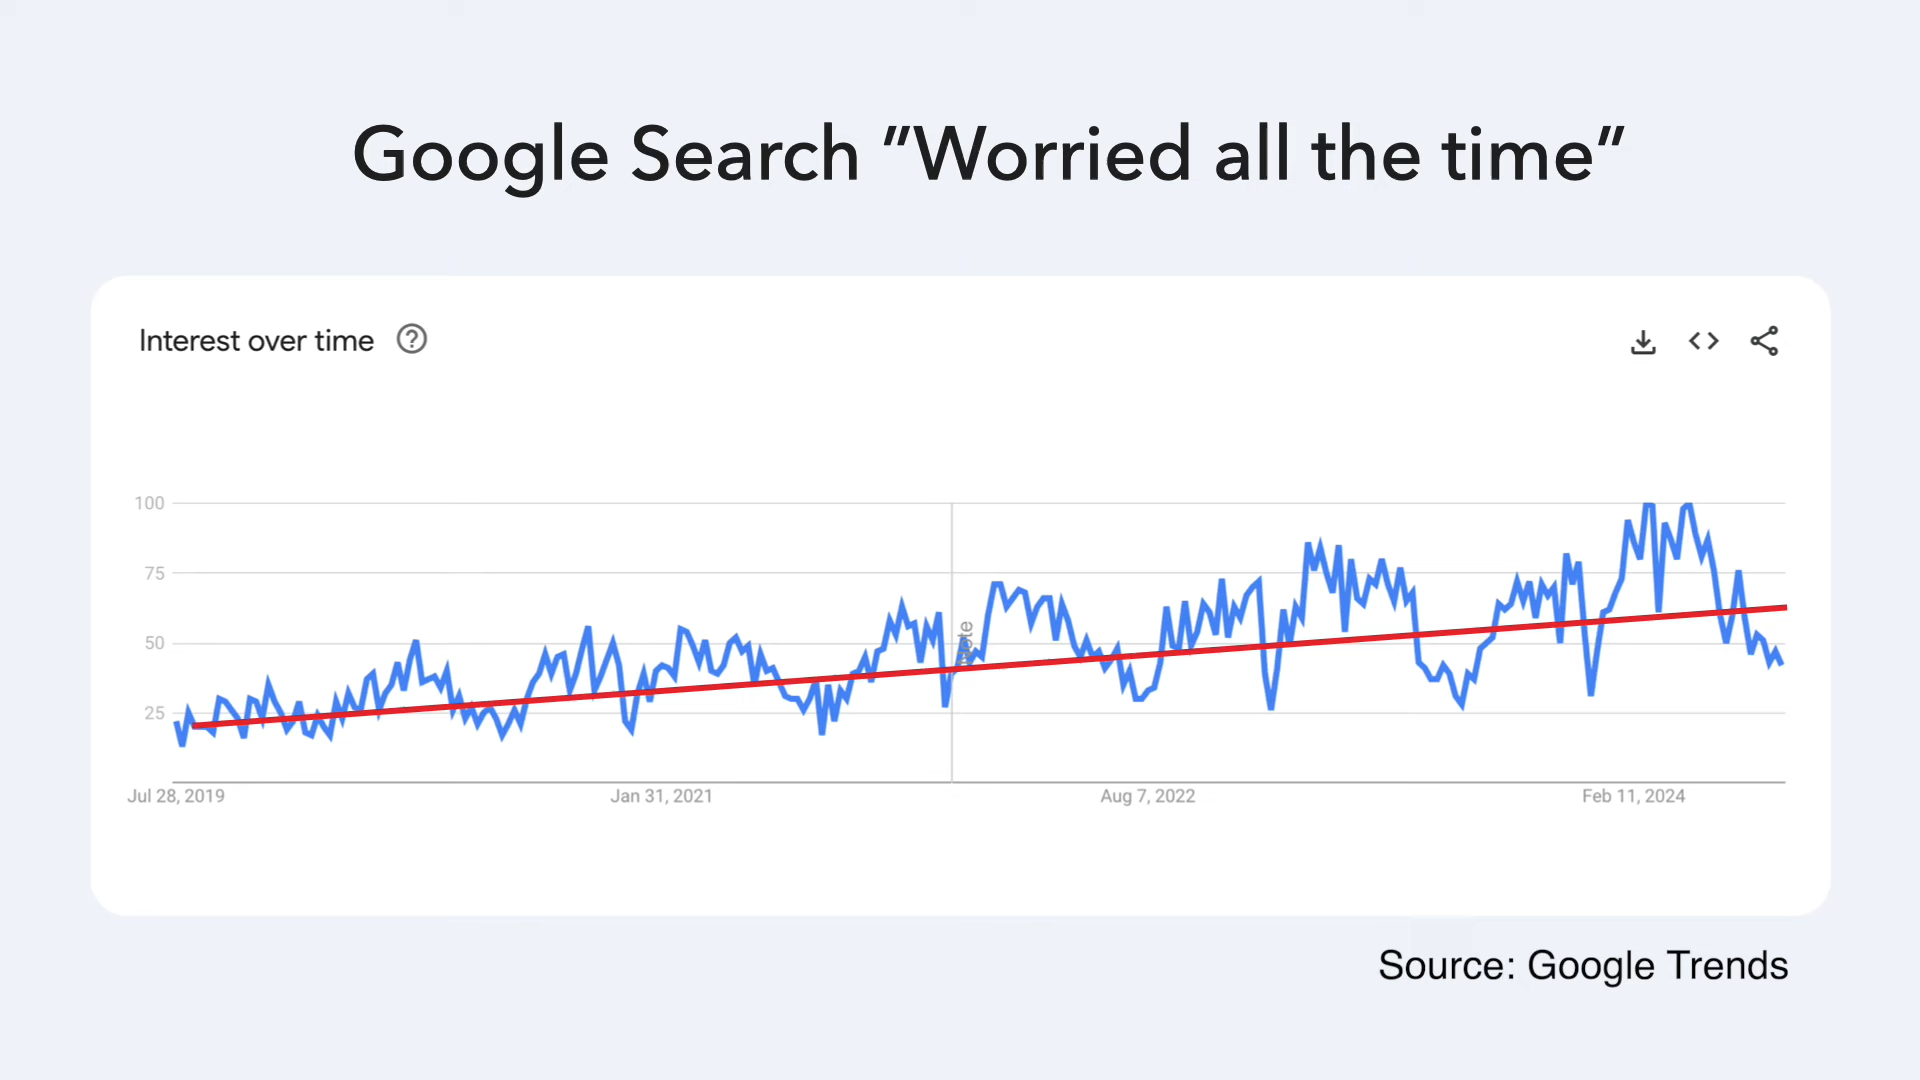 Google Search "Worried all the time"
Interest over time
100
75
50
25
Jul 28, 2019
Jan 31, 2021
Aug 7, 2022
Feb 11, 2024
Source: Google Trends